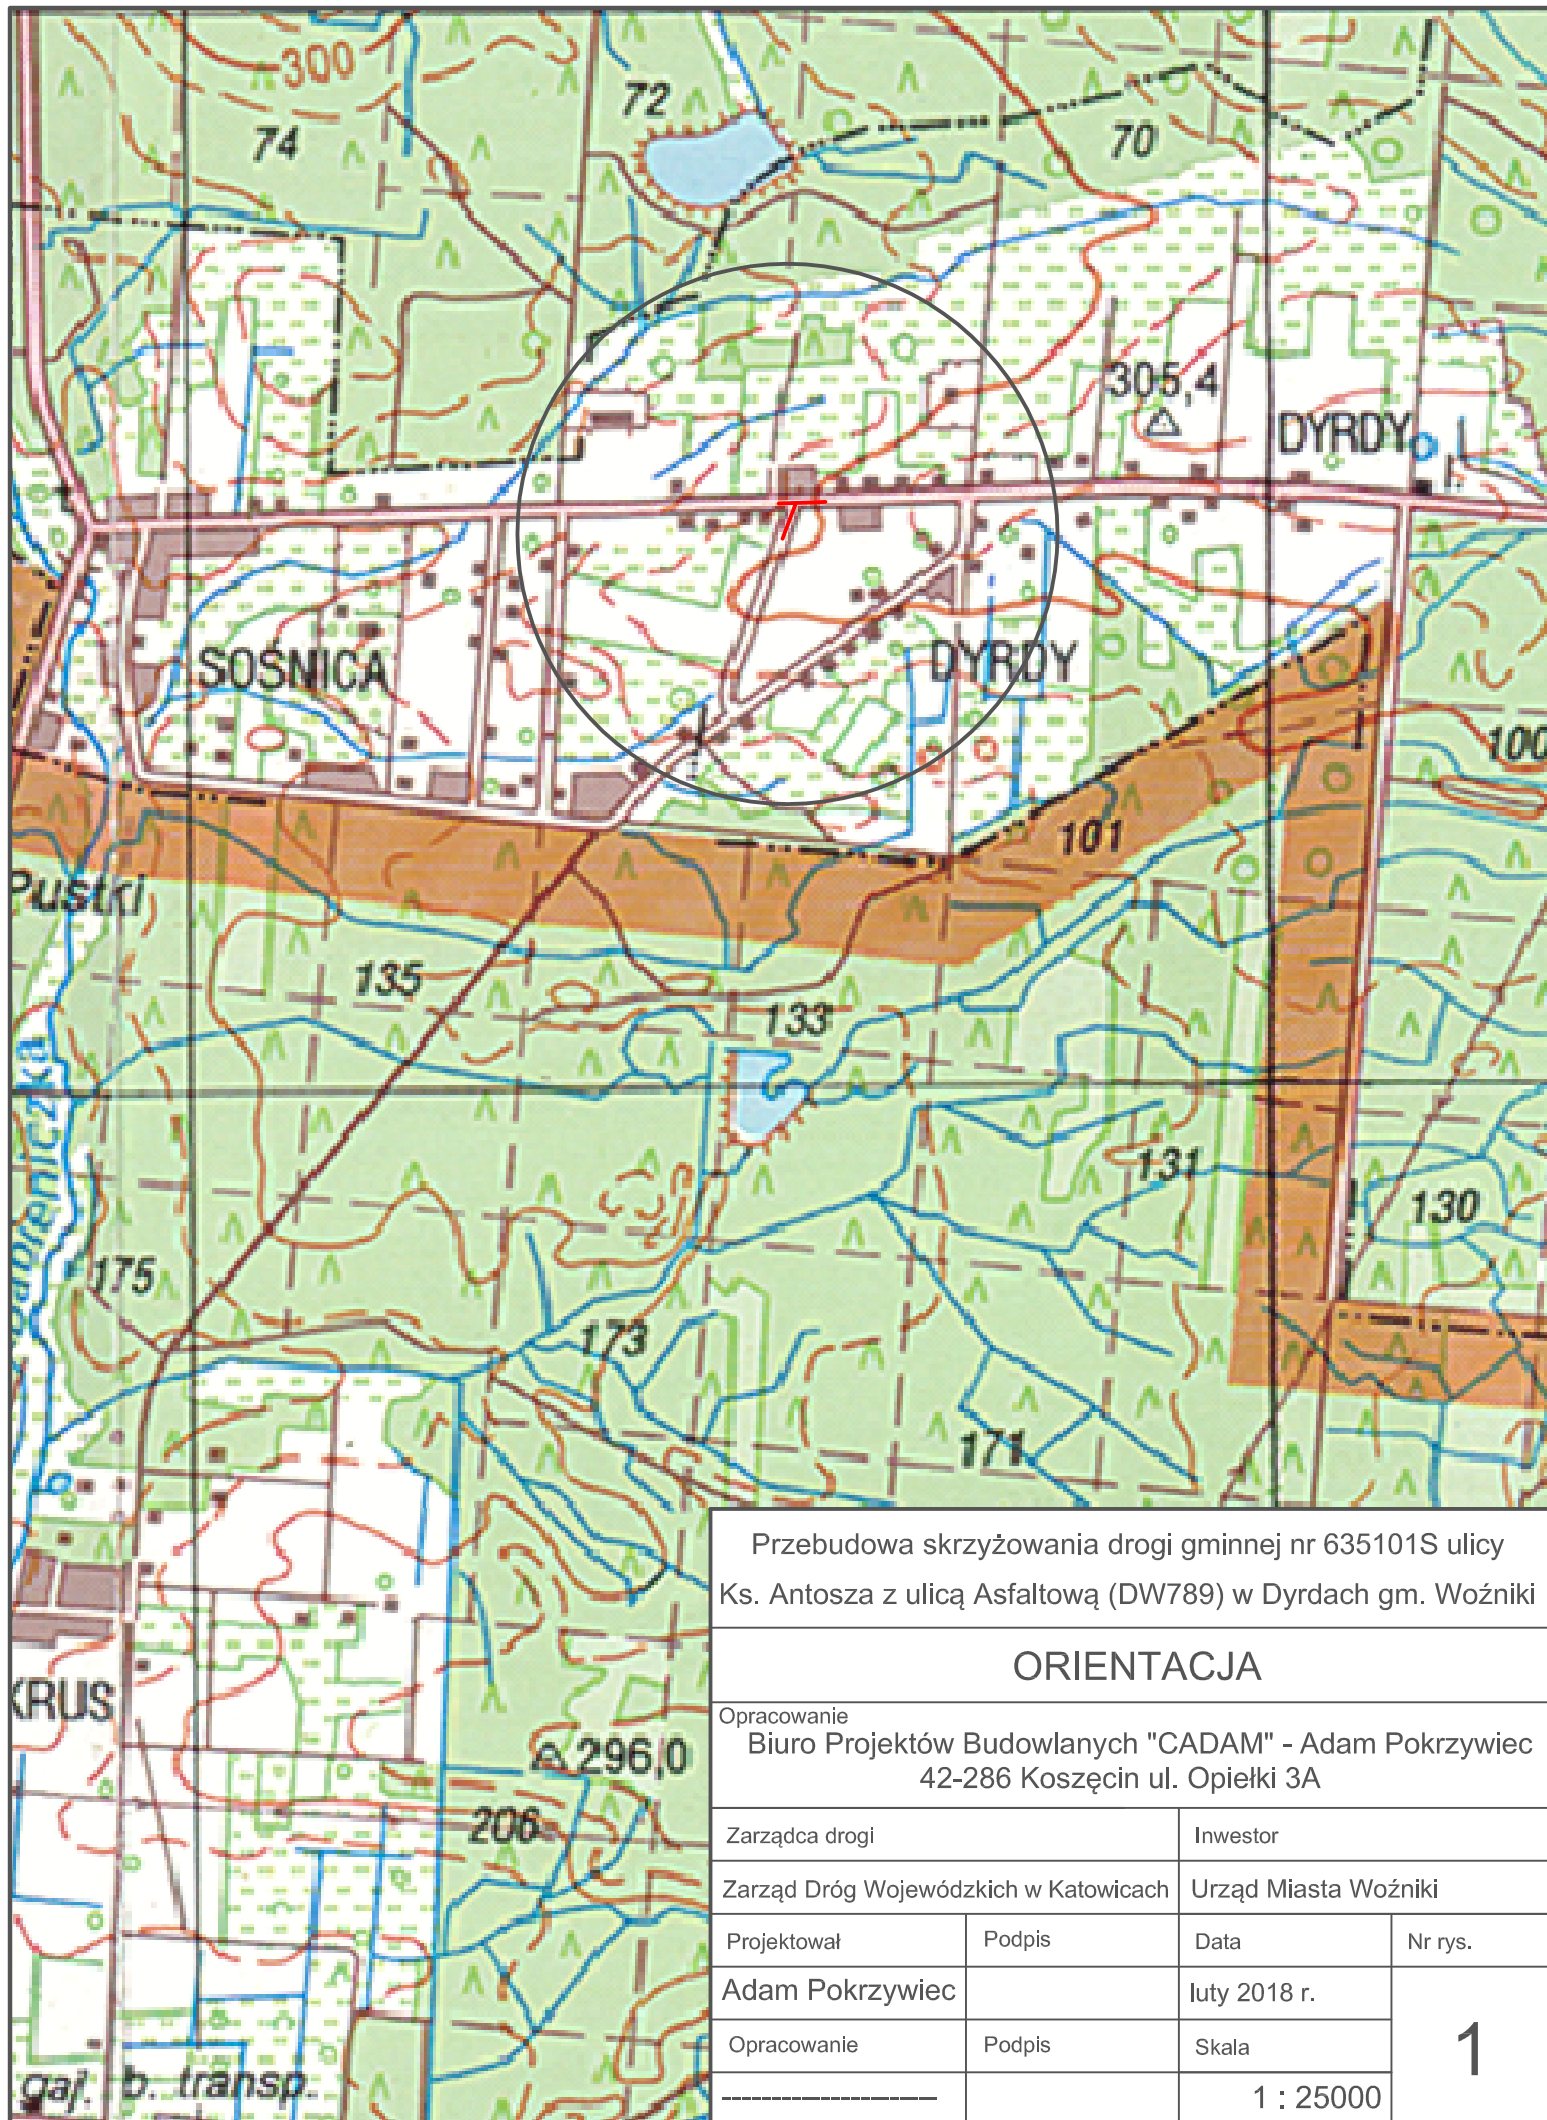 300
72
74
70
305,4
DYRDY
SOŚNICA
DYRDY
100
101
Pustki
135
133
131
130
175
173
171
KRUS
296,0
206
gaj. b. transp.
Przebudowa skrzyżowania drogi gminnej nr 635101S ulicy
Ks. Antosza z ulicą Asfaltową (DW789) w Dyrdach gm. Woźniki
ORIENTACJA
Opracowanie
Biuro Projektów Budowlanych "CADAM" - Adam Pokrzywiec
42-286 Koszęcin ul. Opiełki 3A
Zarządca drogi Inwestor
Zarząd Dróg Wojewódzkich w Katowicach Urząd Miasta Woźniki
Projektował Podpis Data Nr rys.
Adam Pokrzywiec luty 2018 r.
Opracowanie Podpis Skala
1
---------------------- 1 : 25000